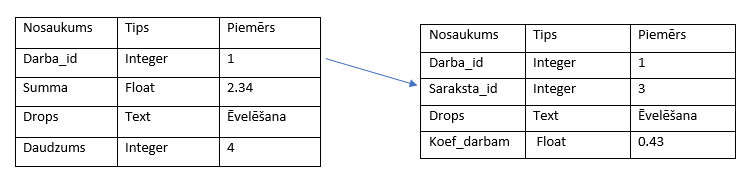 Nosaukums Tips Piemērs
Darba_id Integer 1
Summa Float 2.34
Drops Text Ēvelēšana
Daudzums Integer 4
Nosaukums Tips Piemērs
Darba_id Integer 1
Saraksta_id Integer 3
Drops Text Ēvelēšana
Koef_darbam Float 0.43